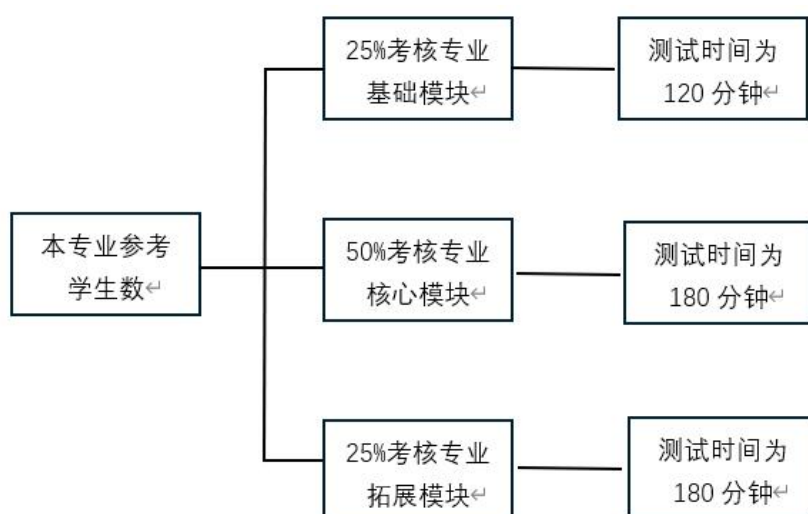 25%考核专业
基础模块↵
测试时间为
120 分钟↵
本专业参考
学生数↵
50%考核专业
核心模块↵
测试时间为
180 分钟↵
25%考核专业
拓展模块↵
测试时间为
180 分钟↵